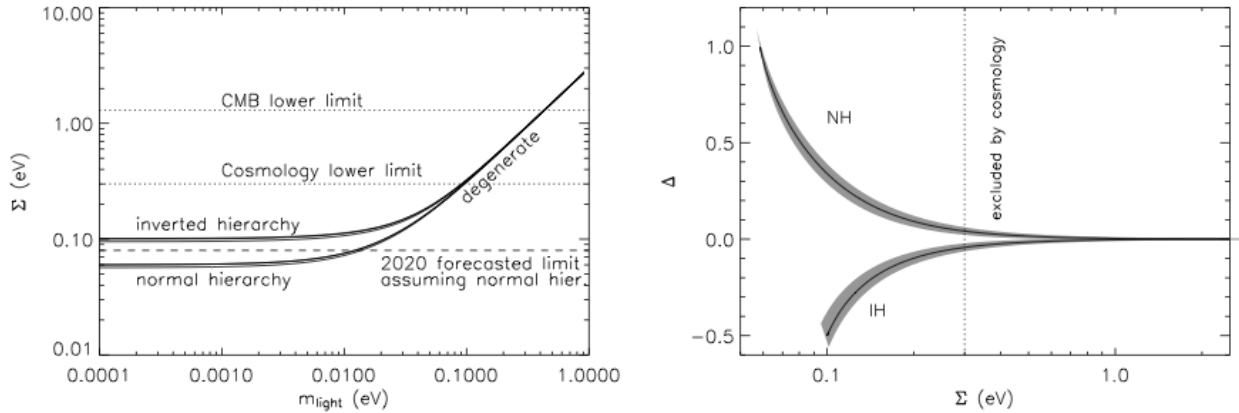 10.00
1.00
0.10
0.01
Σ (eV)
CMB lower limit
Cosmology lower limit
degenerate
inverted hierarchy
normal hierarchy
2020 forecasted limit
assuming normal hier.
0.0001 0.0010 0.0100 0.1000 1.0000
m_light (eV)
1.0
0.5
0.0
−0.5
Δ
NH
IH
excluded by cosmology
0.1 1.0
Σ (eV)